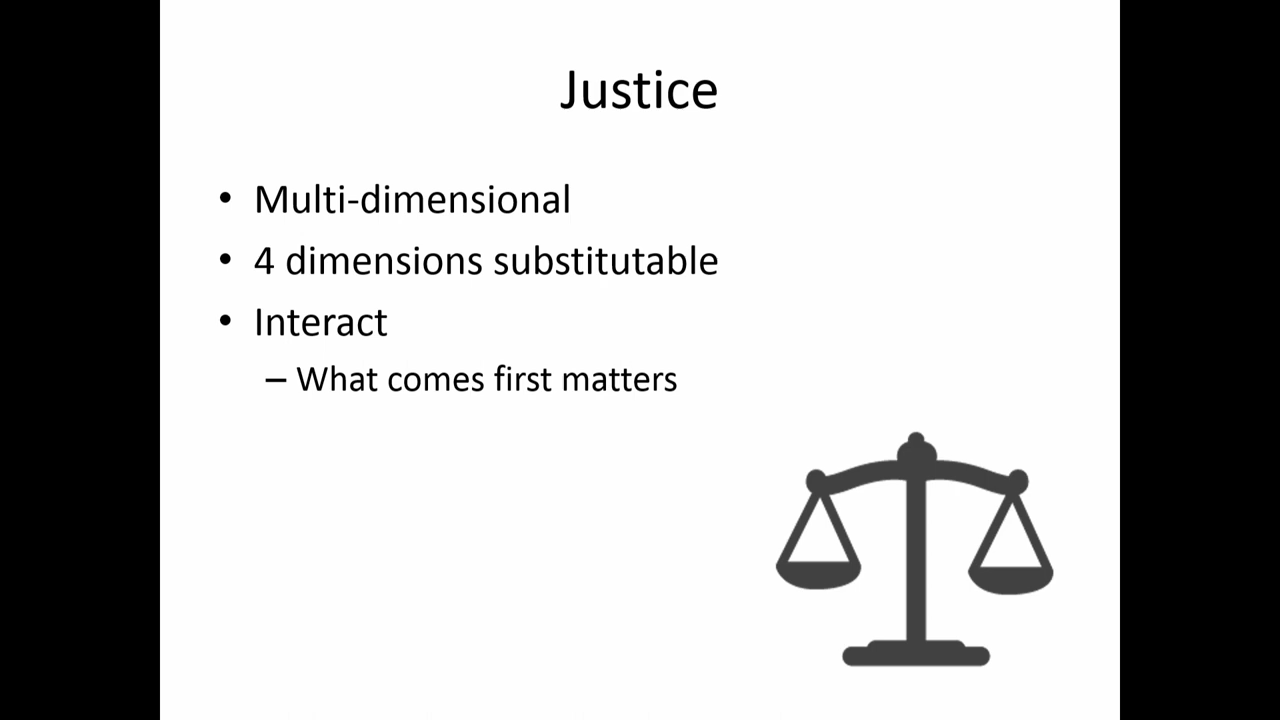 Justice
• Multi-dimensional
• 4 dimensions substitutable
• Interact
– What comes first matters